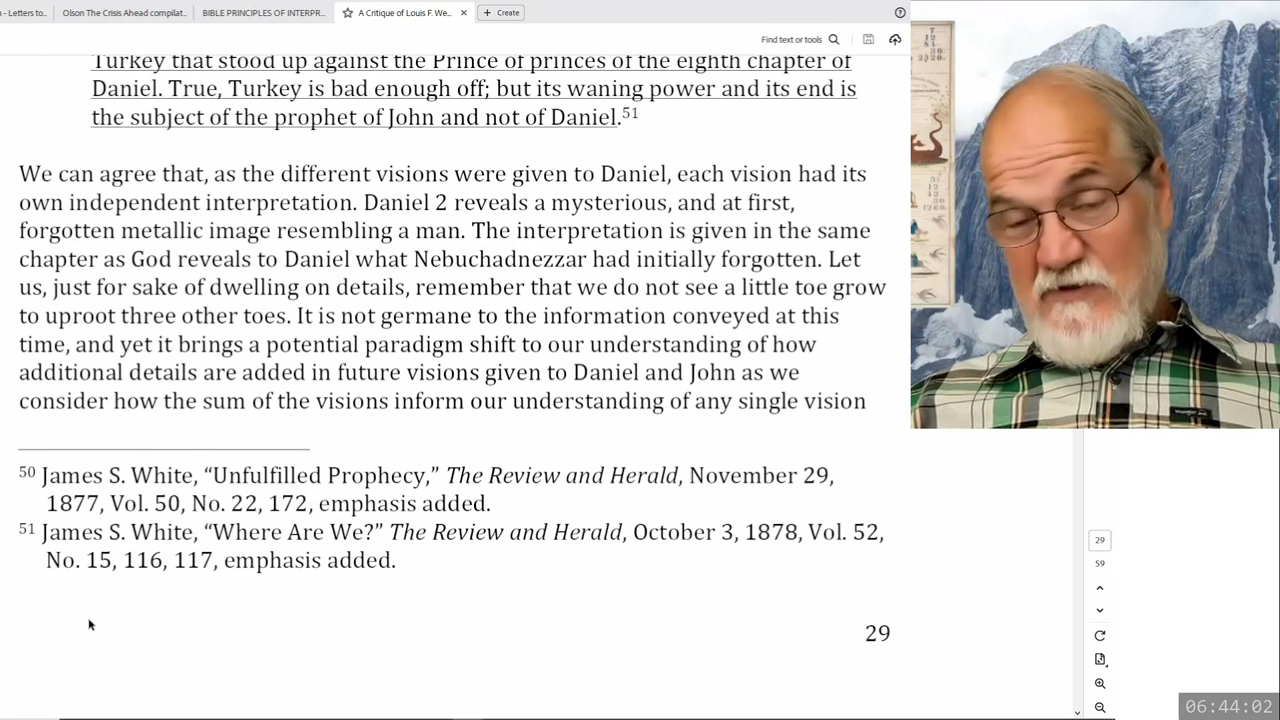 n - Letters to..
Olson The Crisis Ahead compilat..
BIBLE PRINCIPLES OF INTERPR...
A Critique of Louis F. We...
Create
Find text or tools
Turkey that stood up against the Prince of princes of the eighth chapter of
Daniel. True, Turkey is bad enough off; but its waning power and its end is
the subject of the prophet of John and not of Daniel.51
We can agree that, as the different visions were given to Daniel, each vision had its
own independent interpretation. Daniel 2 reveals a mysterious, and at first,
forgotten metallic image resembling a man. The interpretation is given in the same
chapter as God reveals to Daniel what Nebuchadnezzar had initially forgotten. Let
us, just for sake of dwelling on details, remember that we do not see a little toe grow
to uproot three other toes. It is not germane to the information conveyed at this
time, and yet it brings a potential paradigm shift to our understanding of how
additional details are added in future visions given to Daniel and John as we
consider how the sum of the visions inform our understanding of any single vision
50 James S. White, “Unfulfilled Prophecy,” The Review and Herald, November 29,
1877, Vol. 50, No. 22, 172, emphasis added.
51 James S. White, “Where Are We?” The Review and Herald, October 3, 1878, Vol. 52,
No. 15, 116, 117, emphasis added.
29
29
59
06:44:02